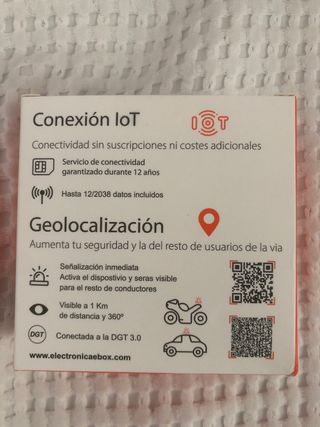 Conexión IoT
IOT
Conectividad sin suscripciones ni costes adicionales
Servicio de conectividad
garantizado durante 12 años
Hasta 12/2038 datos incluidos
Geolocalización
Aumenta tu seguridad y la del resto de usuarios de la via
Señalización inmediata
Activa el dispostivo y seras visible
para el resto de conductores
Visible a 1 Km
de distancia y 360º
DGT
Conectada a la DGT 3.0
www.electronicaebox.com